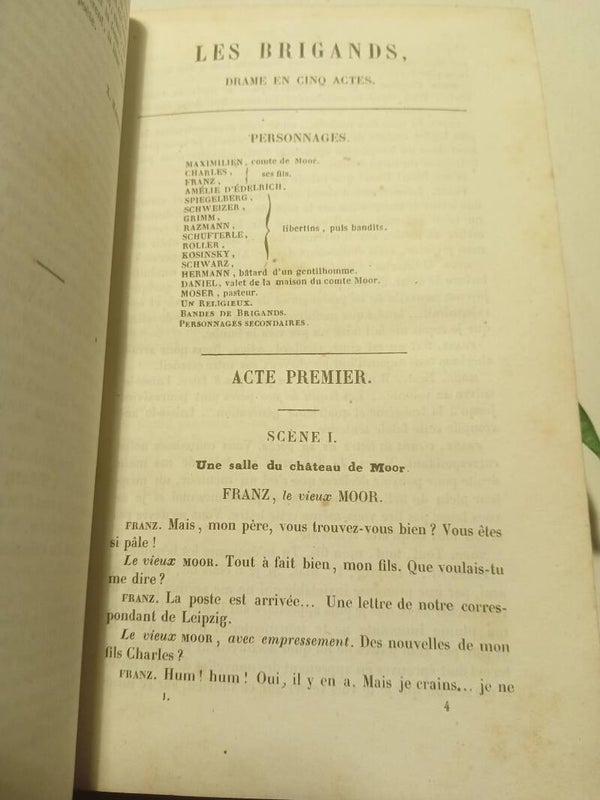 LES BRIGANDS,
DRAME EN CINQ ACTES.
PERSONNAGES.
MAXIMILIEN, comte de Moor.
CHARLES, } ses fils.
FRANZ,
AMÉLIE D'ÉDELRICH.
SPIEGELBERG,
SCHWEIZER,
GRIMM,
RAZMANN, } libertins, puis bandits.
SCHUFTERLE,
ROLLER,
KOSINSKY,
SCHWARZ,
HERMANN, bâtard d'un gentilhomme.
DANIEL, valet de la maison du comte Moor.
MOSER, pasteur.
UN RELIGIEUX.
BANDES DE BRIGANDS.
PERSONNAGES SECONDAIRES.
ACTE PREMIER.
SCÈNE I.
Une salle du château de Moor.
FRANZ, le vieux MOOR.
FRANZ. Mais, mon père, vous trouvez-vous bien? Vous êtes
si pâle!
Le vieux MOOR. Tout à fait bien, mon fils. Que voulais-tu
me dire?
FRANZ. La poste est arrivée... Une lettre de notre corres-
pondant de Leipzig.
Le vieux MOOR, avec empressement. Des nouvelles de mon
fils Charles?
FRANZ. Hum! hum! Oui, il y en a. Mais je crains... je ne
I.
4